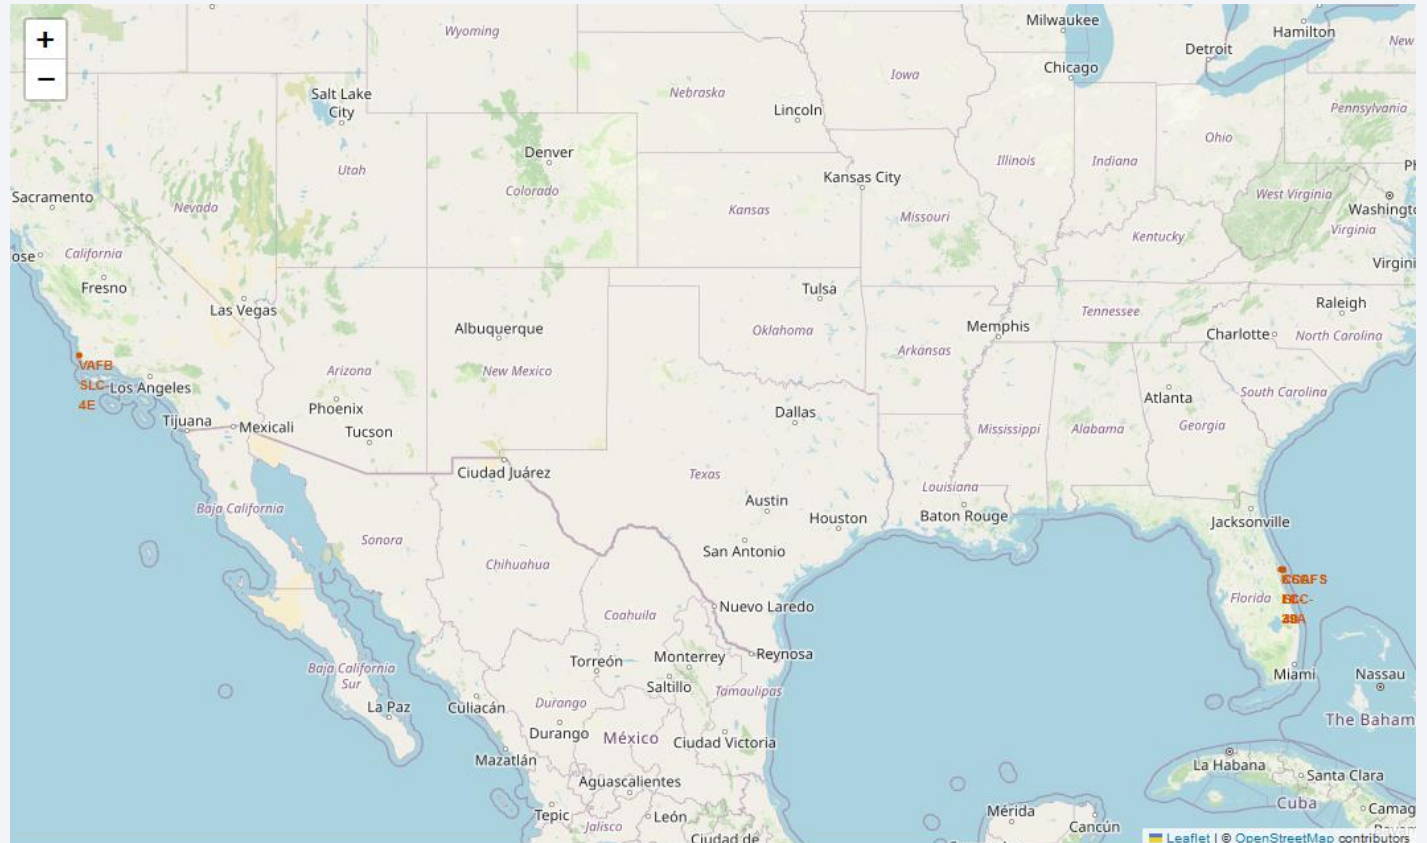 +
−
Wyoming
Milwaukee
Hamilton
Detroit
New
Chicago
Iowa
Nebraska
Salt Lake
City
Lincoln
Pennsylvania
Ohio
Denver
Illinois
Indiana
Utah
Kansas City
Colorado
West Virginia
Sacramento
Nevada
Kansas
Missouri
Washingto
Virginia
Kentucky
California
ose
Virgini
Fresno
Tulsa
Las Vegas
Raleigh
Tennessee
Albuquerque
Oklahoma
Memphis
Charlotte
North Carolina
Arkansas
VAFB
SLC-
4E
Los Angeles
Arizona
New Mexico
Phoenix
Atlanta
South Carolina
Dallas
Tijuana
Mexicali
Tucson
Mississippi
Alabama
Georgia
Ciudad Juárez
Texas
Louisiana
Austin
Baja California
Houston
Baton Rouge
Jacksonville
Sonora
San Antonio
Chihuahua
Florida
Coahuila
Nuevo Laredo
Reynosa
Torreón
Monterrey
Baja California
Sur
Saltillo
Tamaulipas
Miami
Nassau
La Paz
Culiacán
Durango
The Baham
Durango
México
Ciudad Victoria
Mazatlán
La Habana
Santa Clara
Aguascalientes
Cuba
Camag
Tepic
León
Mérida
Jalisco
Cancún
Ciudad de
Leaflet | © OpenStreetMap contributors